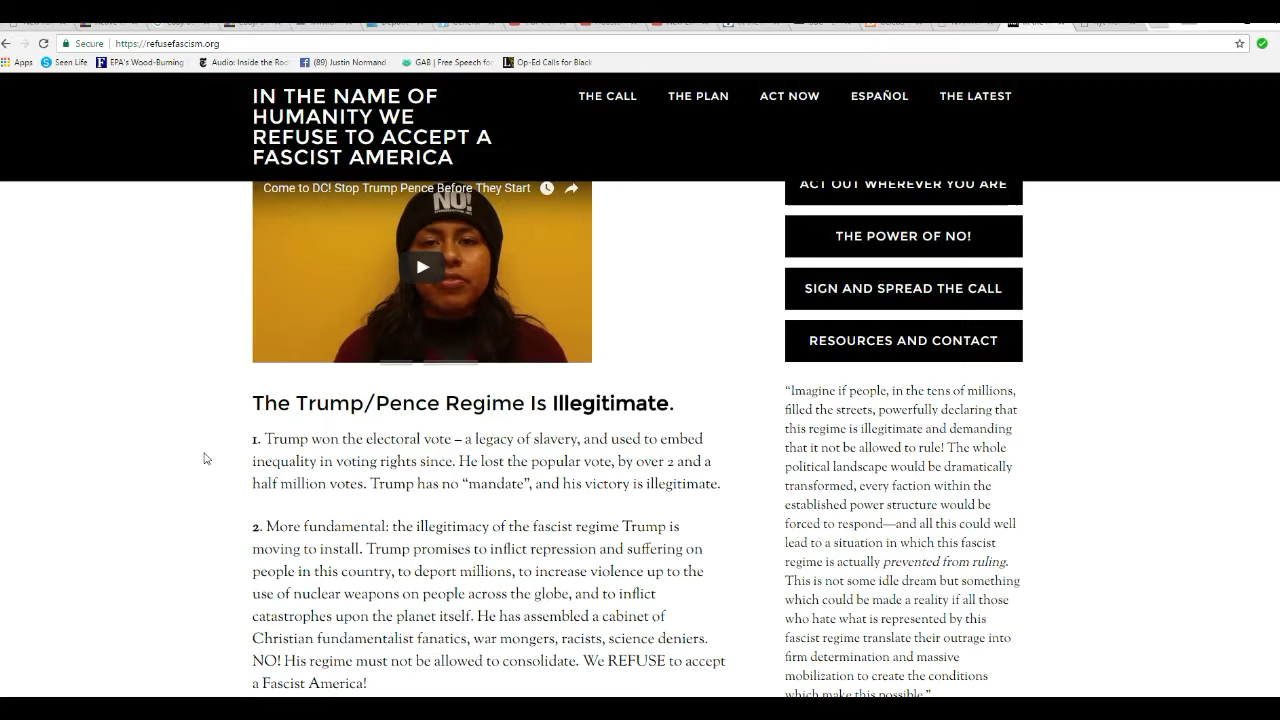 Secure https://refusefascism.org
Apps Seen Life EPA's Wood-Burning Audio: Inside the Ro (89) Justin Normand GAB | Free Speech fo Op-Ed Calls for Black
IN THE NAME OF
HUMANITY WE
REFUSE TO ACCEPT A
FASCIST AMERICA
THE CALL THE PLAN ACT NOW ESPAÑOL THE LATEST
Come to DC! Stop Trump Pence Before They Start
NO!
The Trump/Pence Regime Is Illegitimate.
1. Trump won the electoral vote – a legacy of slavery, and used to embed
inequality in voting rights since. He lost the popular vote, by over 2 and a
half million votes. Trump has no “mandate”, and his victory is illegitimate.
2. More fundamental: the illegitimacy of the fascist regime Trump is
moving to install. Trump promises to inflict repression and suffering on
people in this country, to deport millions, to increase violence up to the
use of nuclear weapons on people across the globe, and to inflict
catastrophes upon the planet itself. He has assembled a cabinet of
Christian fundamentalist fanatics, war mongers, racists, science deniers.
NO! His regime must not be allowed to consolidate. We REFUSE to accept
a Fascist America!
ACT OUT WHEREVER YOU ARE
THE POWER OF NO!
SIGN AND SPREAD THE CALL
RESOURCES AND CONTACT
“Imagine if people, in the tens of millions,
filled the streets, powerfully declaring that
this regime is illegitimate and demanding
that it not be allowed to rule! The whole
political landscape would be dramatically
transformed, every faction within the
established power structure would be
forced to respond—and all this could well
lead to a situation in which this fascist
regime is actually prevented from ruling.
This is not some idle dream but something
which could be made a reality if all those
who hate what is represented by this
fascist regime translate their outrage into
firm determination and massive
mobilization to create the conditions
which make this possible.”